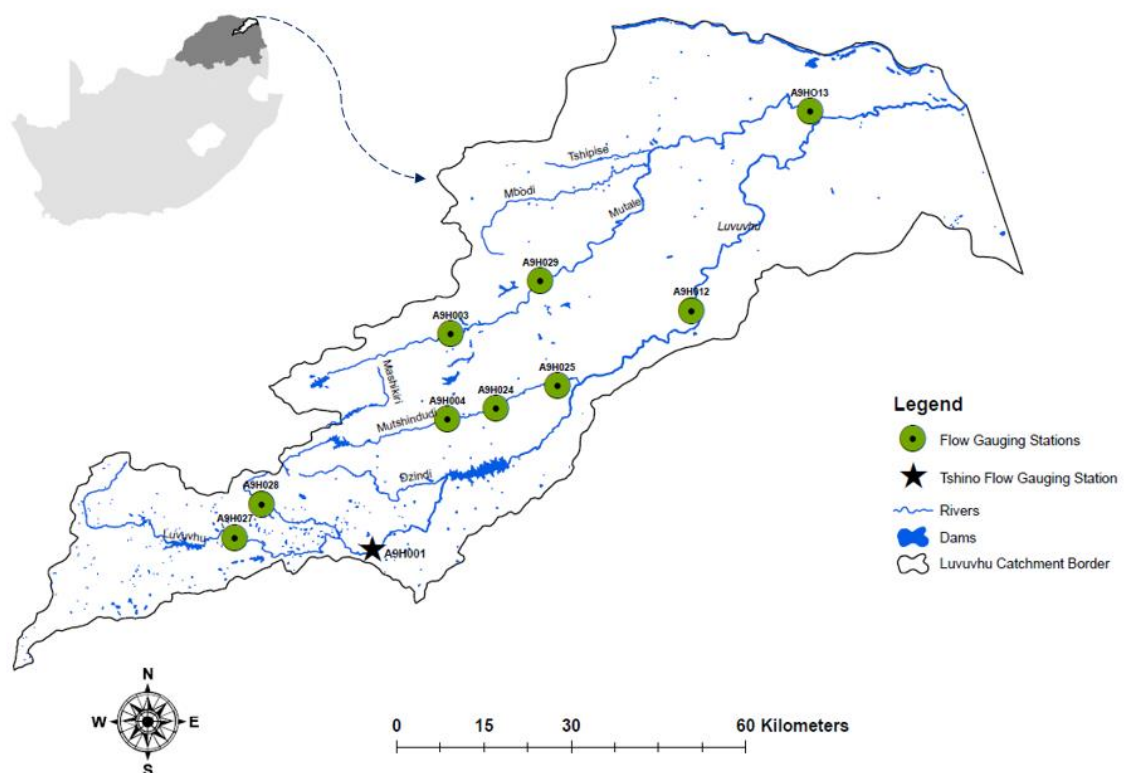 A9HO13
Tshipise
Mbodi
Mutale
Luvuvhu
A9H029
A9H012
A9H003
Mashikiri
A9H025
A9H024
A9H004
Mutshindudi
Dzindi
A9H028
A9H027
Luvuvhu
A9H001
Legend
Flow Gauging Stations
Tshino Flow Gauging Station
Rivers
Dams
Luvuvhu Catchment Border
N
W
E
S
0 15 30 60 Kilometers